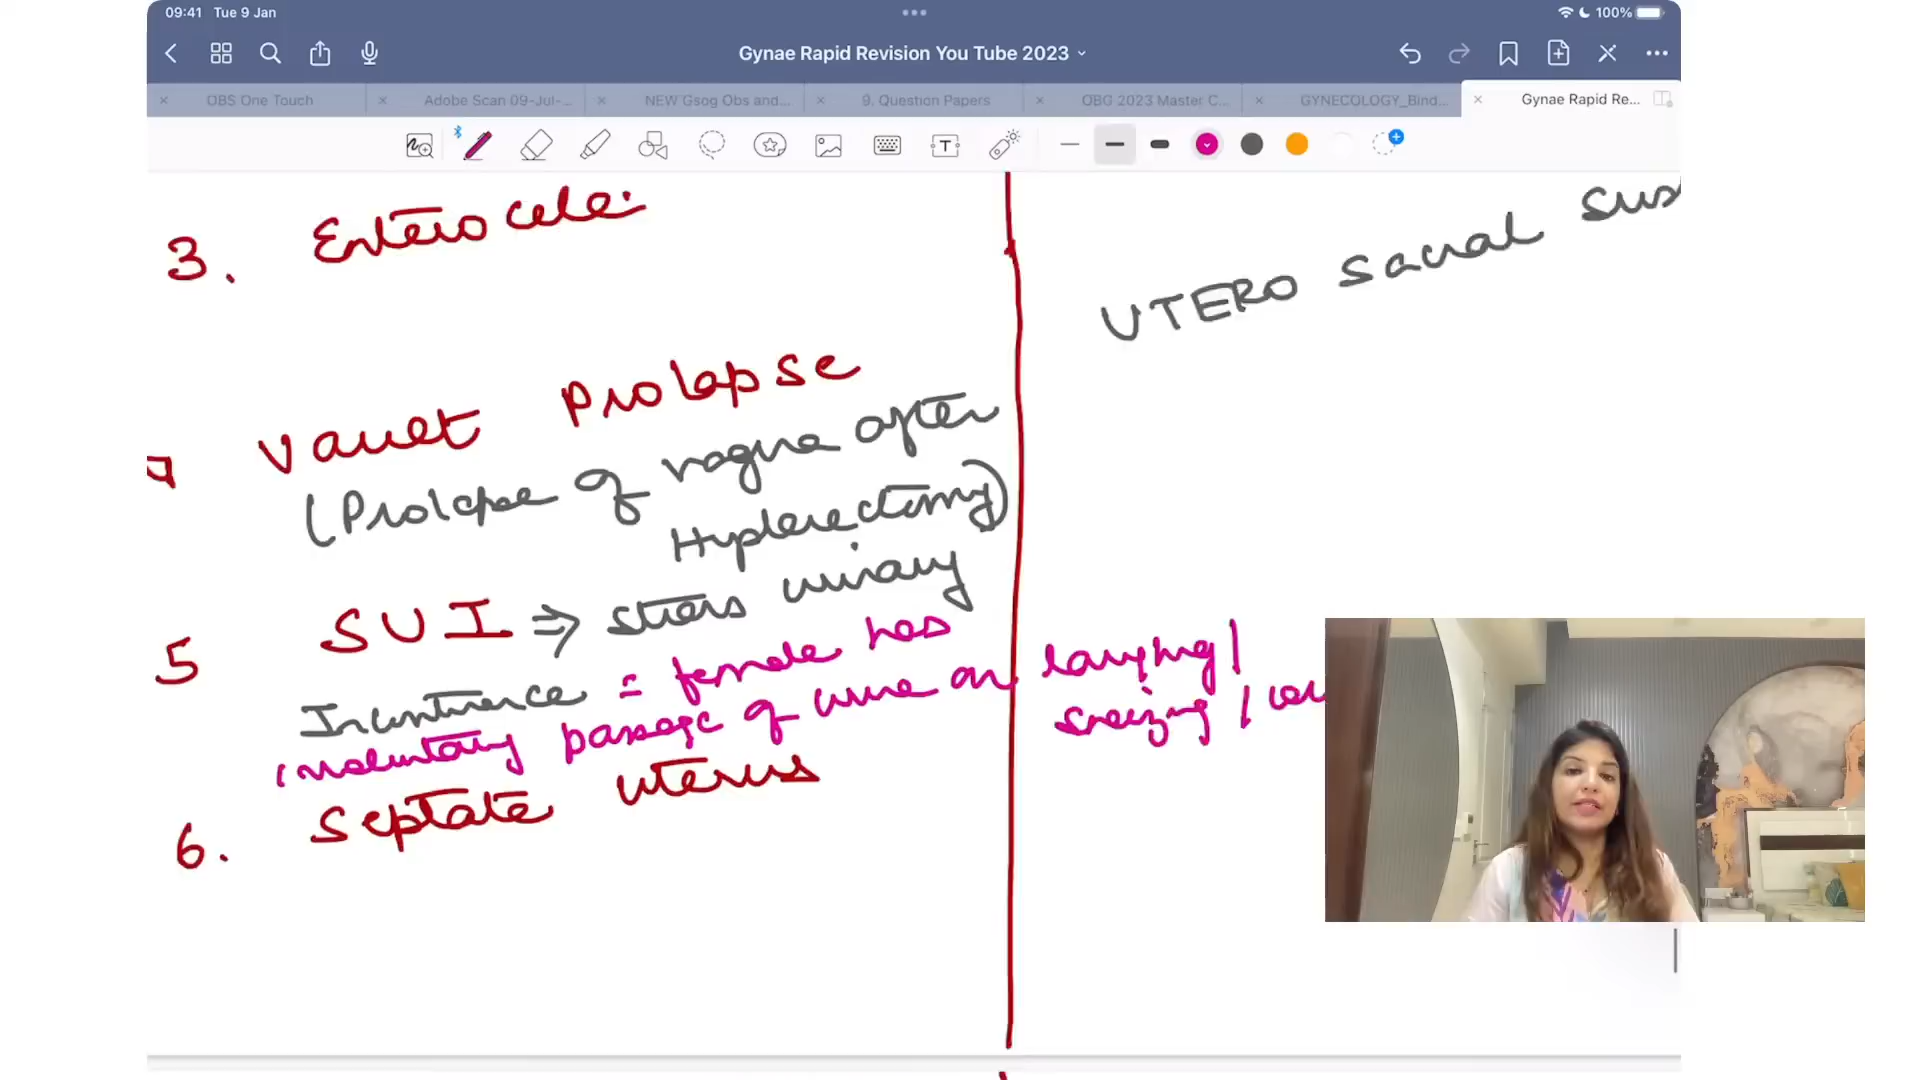 09:41 Tue 9 Jan
100%
Gynae Rapid Revision You Tube 2023
OBS One Touch
Adobe Scan 09-Jul-...
NEW Gsog Obs and...
9. Question Papers
OBG 2023 Master C...
GYNECOLOGY_Bind...
Gynae Rapid Re...
3. Enterocele
UTERO sacral sus
4 Vault Prolapse
(Prolapse of vagina after
Hysterectomy)
5 SUI ⇒ stress urinary
Incontinence = female has
involuntary passage of urine on laughing/
sneizing /
6. Septate uterus